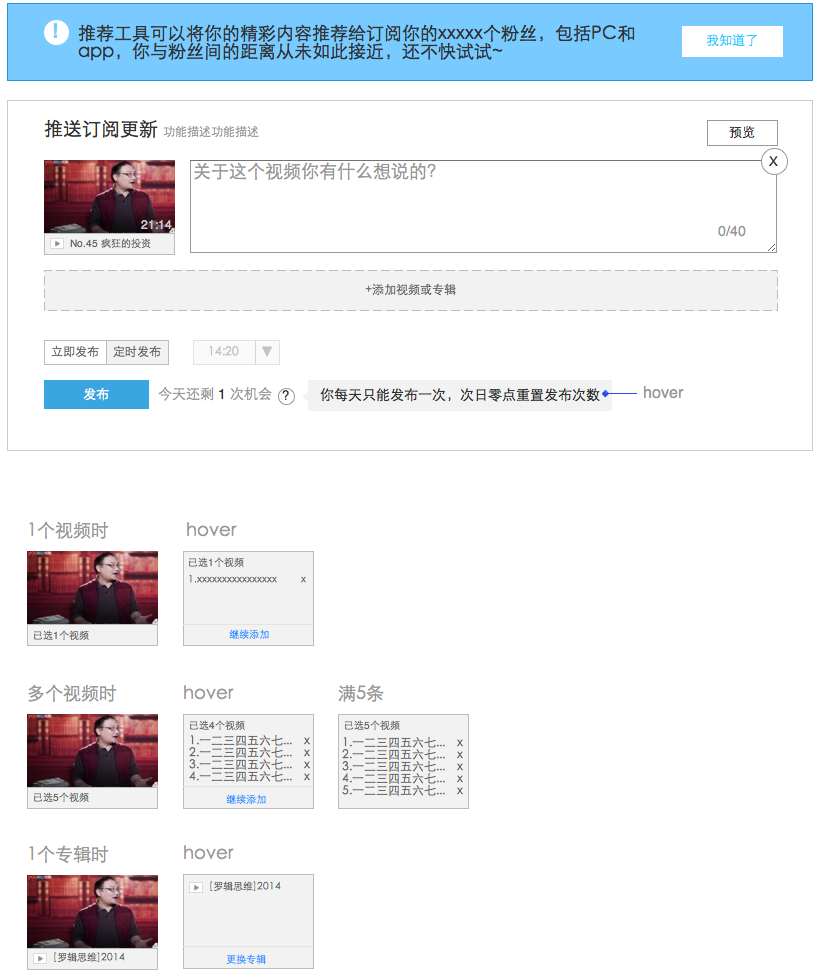 !
推荐工具可以将你的精彩内容推荐给订阅你的xxxxx个粉丝，包括PC和
app，你与粉丝间的距离从未如此接近，还不快试试~
我知道了
推送订阅更新 功能描述功能描述
预览
X
关于这个视频你有什么想说的?
21:14
No.45 疯狂的投资
0/40
+添加视频或专辑
立即发布 定时发布 14:20
发布 今天还剩 1 次机会 ? 你每天只能发布一次，次日零点重置发布次数 hover
1个视频时 hover
已选1个视频
已选1个视频
1.xxxxxxxxxxxxxxxx x
继续添加
多个视频时 hover 满5条
已选5个视频
已选4个视频
1.一二三四五六七... x
2.一二三四五六七... x
3.一二三四五六七... x
4.一二三四五六七... x
继续添加
已选5个视频
1.一二三四五六七... x
2.一二三四五六七... x
3.一二三四五六七... x
4.一二三四五六七... x
5.一二三四五六七... x
1个专辑时 hover
[罗辑思维]2014
[罗辑思维]2014
更换专辑